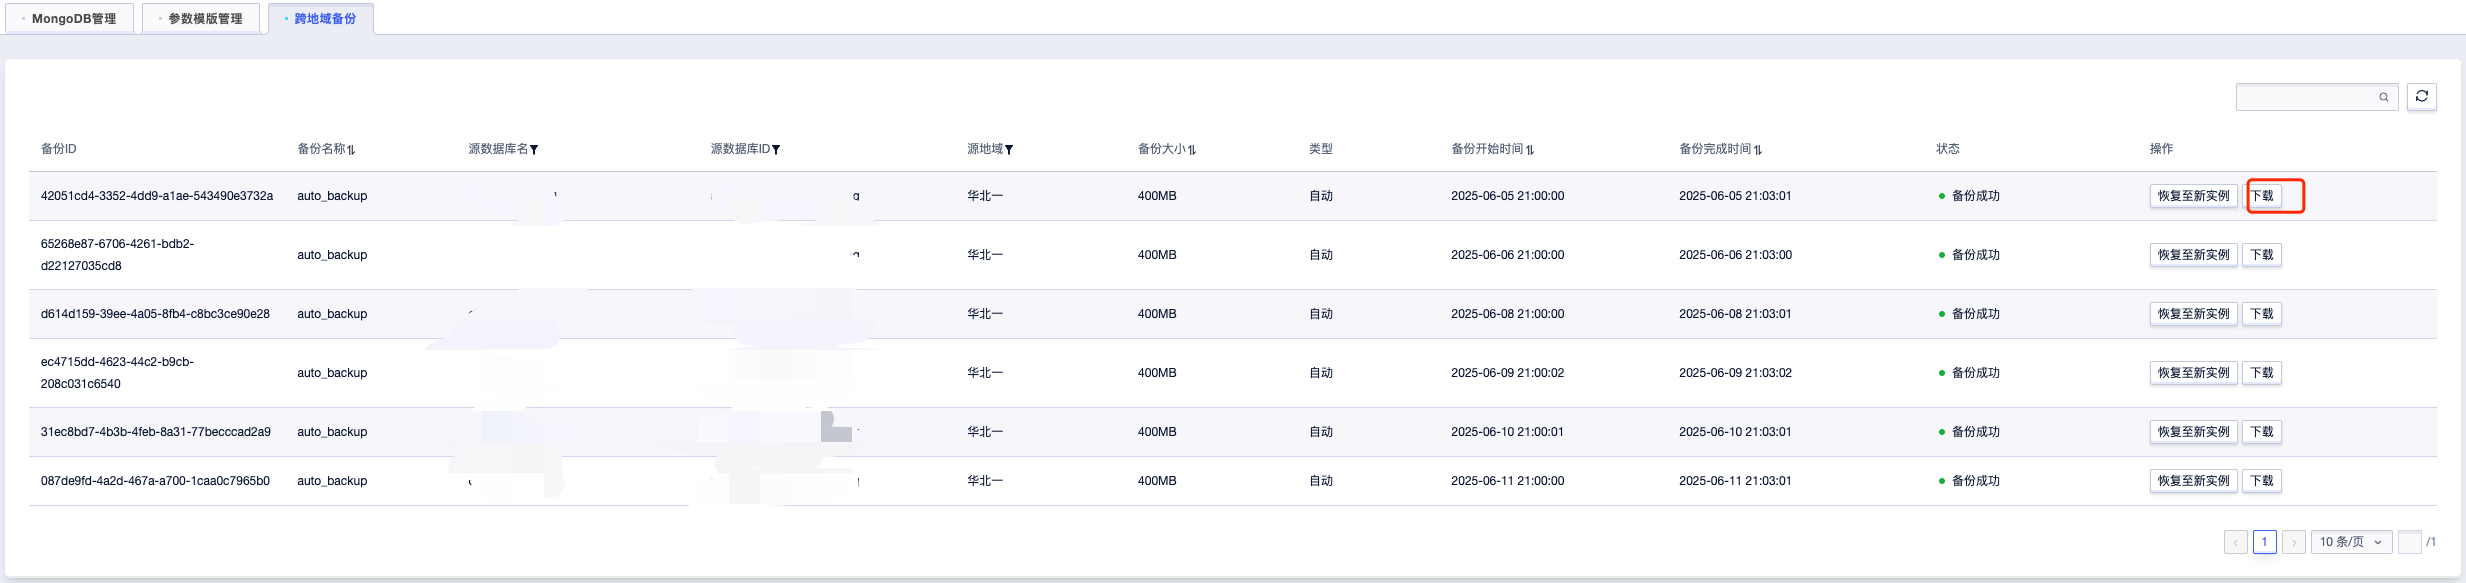 MongoDB管理
参数模版管理
跨地域备份
备份ID 备份名称 源数据库名 源数据库ID 源地域 备份大小 类型 备份开始时间 备份完成时间 状态 操作
42051cd4-3352-4dd9-a1ae-543490e3732a auto_backup 华北一 400MB 自动 2025-06-05 21:00:00 2025-06-05 21:03:01 备份成功 恢复至新实例 下载
65268e87-6706-4261-bdb2-
d22127035cd8 auto_backup 华北一 400MB 自动 2025-06-06 21:00:00 2025-06-06 21:03:00 备份成功 恢复至新实例 下载
d614d159-39ee-4a05-8fb4-c8bc3ce90e28 auto_backup 华北一 400MB 自动 2025-06-08 21:00:00 2025-06-08 21:03:01 备份成功 恢复至新实例 下载
ec4715dd-4623-44c2-b9cb-
208c031c6540 auto_backup 华北一 400MB 自动 2025-06-09 21:00:02 2025-06-09 21:03:02 备份成功 恢复至新实例 下载
31ec8bd7-4b3b-4feb-8a31-77becccad2a9 auto_backup 华北一 400MB 自动 2025-06-10 21:00:01 2025-06-10 21:03:01 备份成功 恢复至新实例 下载
087de9fd-4a2d-467a-a700-1caa0c7965b0 auto_backup 华北一 400MB 自动 2025-06-11 21:00:00 2025-06-11 21:03:01 备份成功 恢复至新实例 下载
1 10 条/页 /1